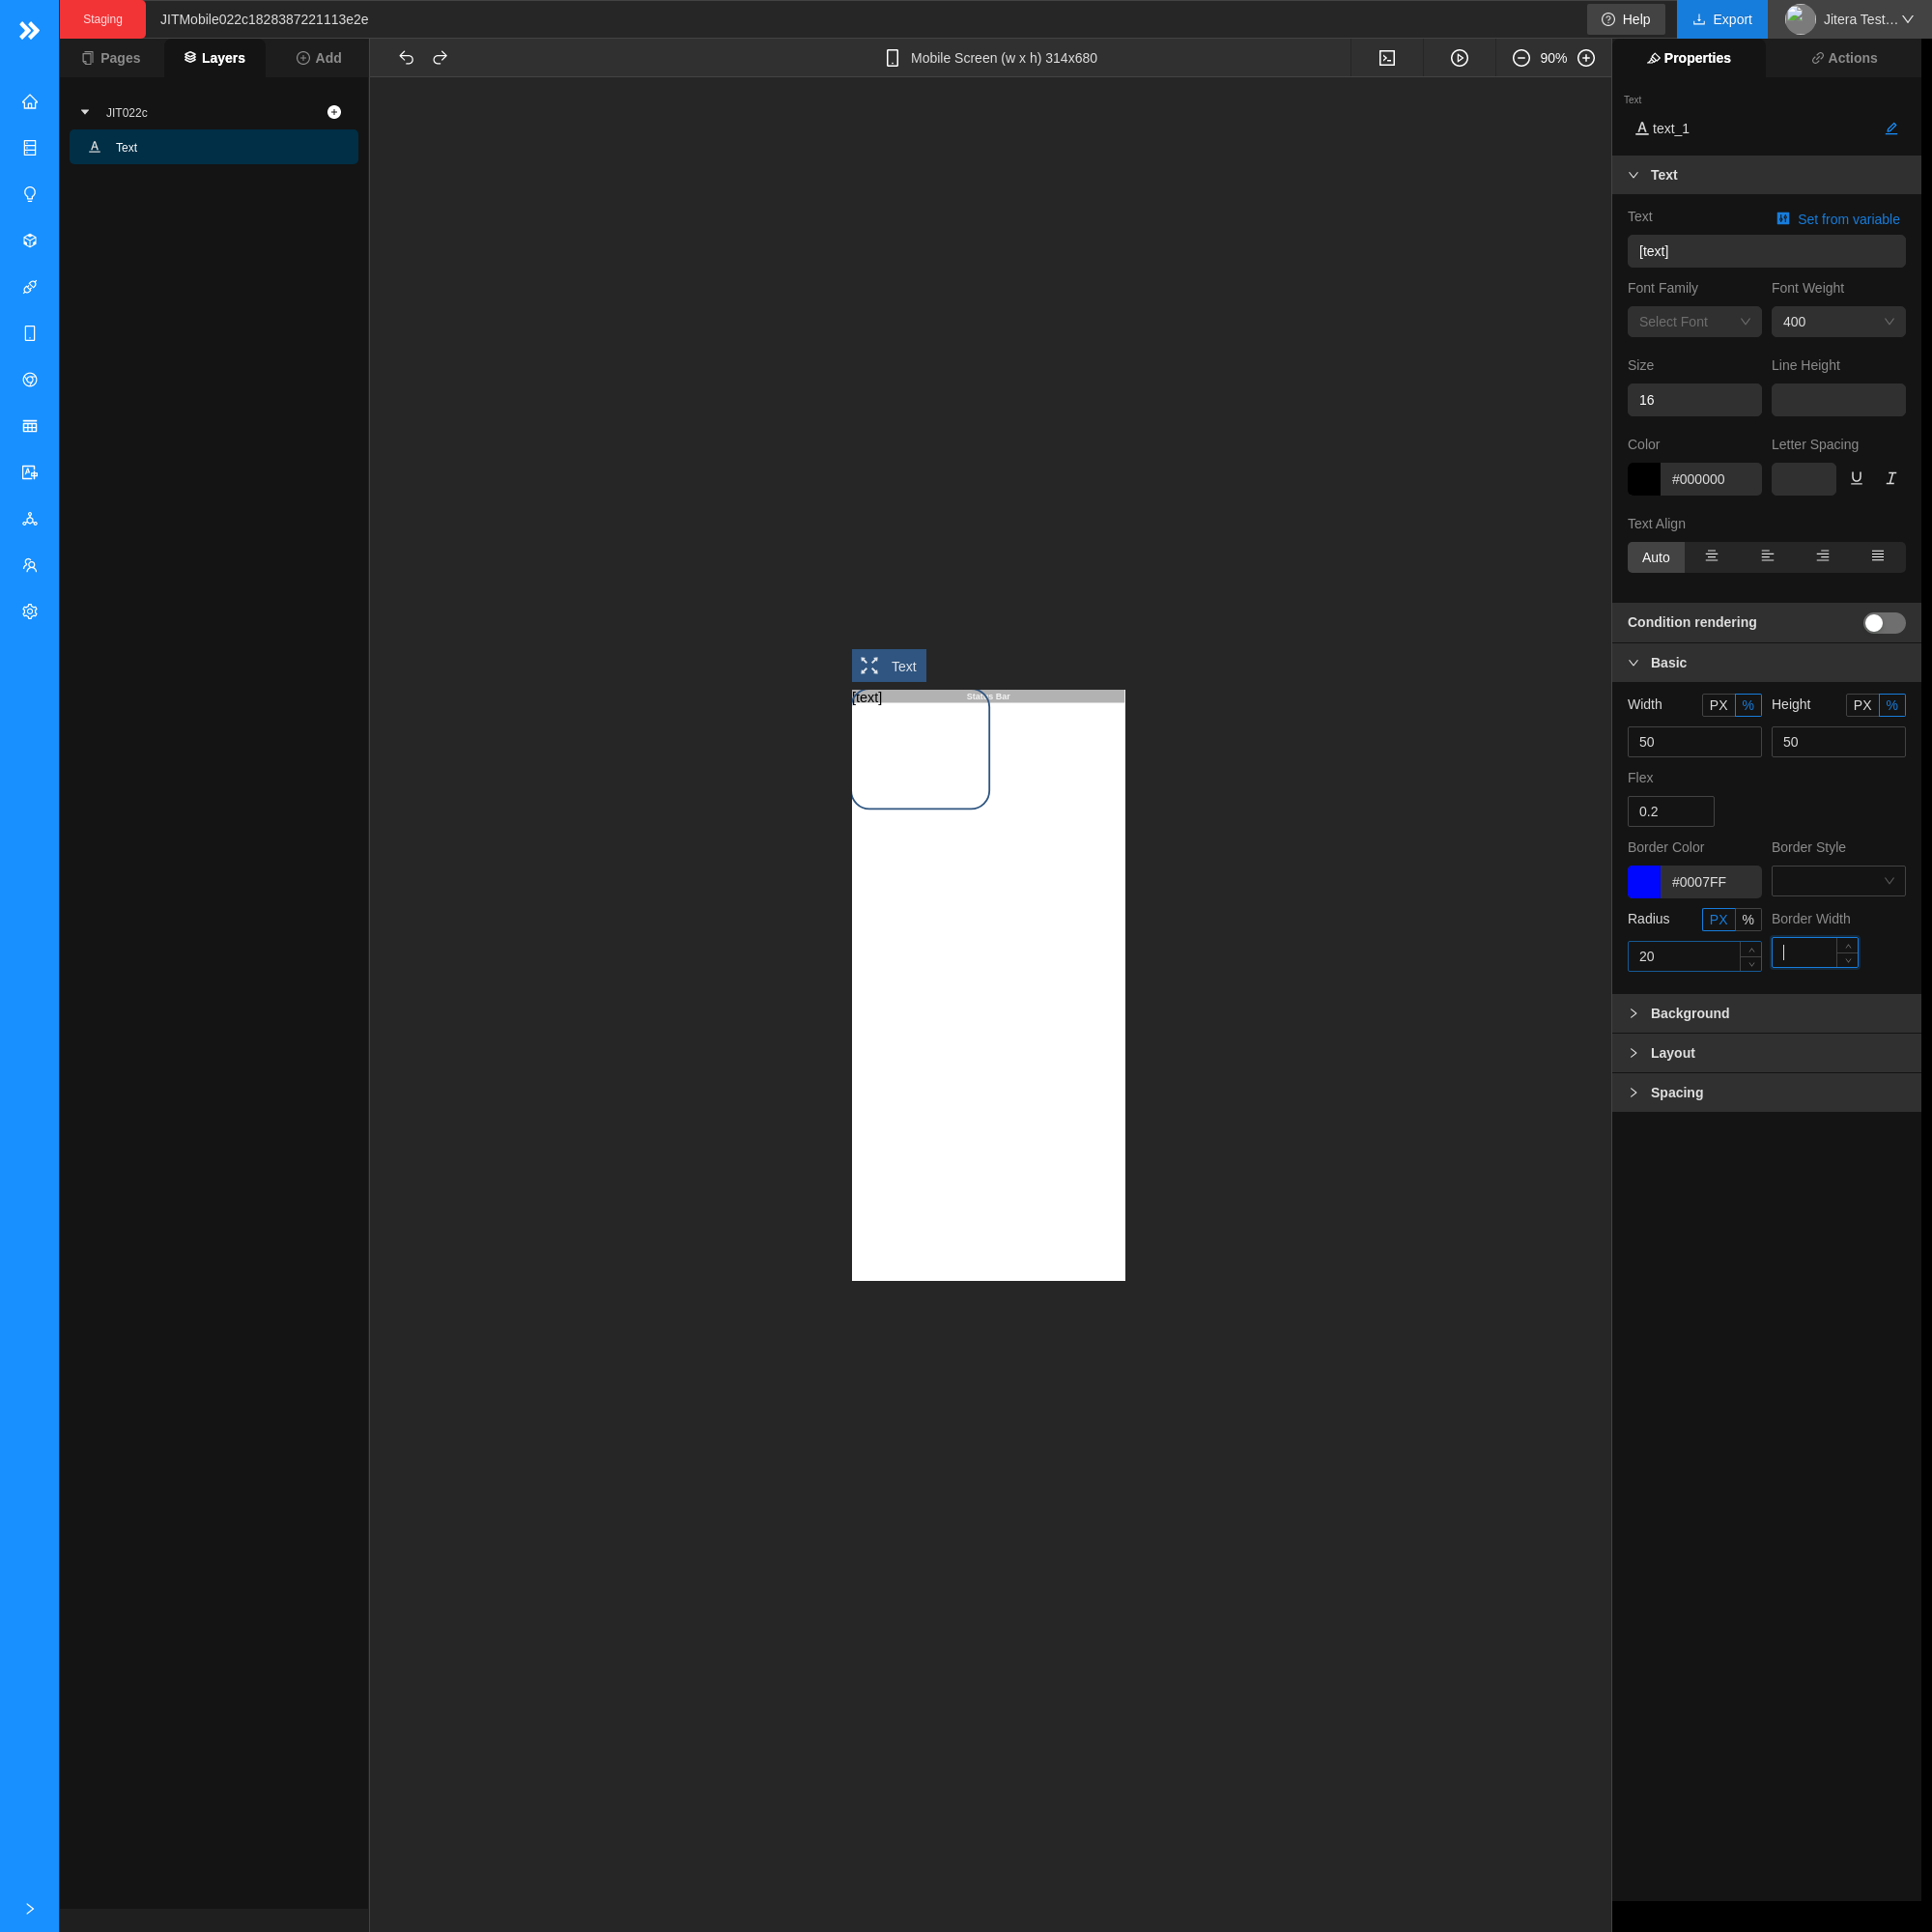 Staging
JITMobile022c1828387221113e2e
Help
Export
Jitera Test…
Pages
Layers
Add
Mobile Screen (w x h) 314x680
90%
Properties
Actions
JIT022c
Text
Text
text_1
Text
Text
Set from variable
[text]
Font Family
Font Weight
Select Font
400
Size
Line Height
16
Color
Letter Spacing
#000000
Text Align
Auto
Condition rendering
Basic
Text
[text]
Status Bar
Width
PX
%
Height
PX
%
50
50
Flex
0.2
Border Color
Border Style
#0007FF
Radius
PX
%
Border Width
20
Background
Layout
Spacing